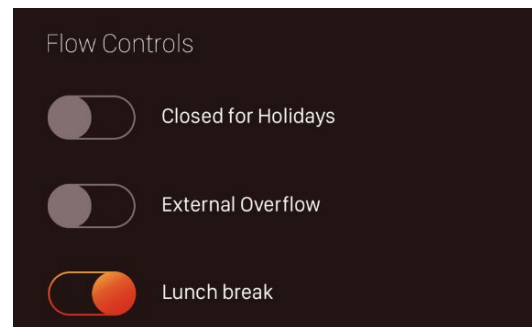 Flow Controls
Closed for Holidays
External Overflow
Lunch break